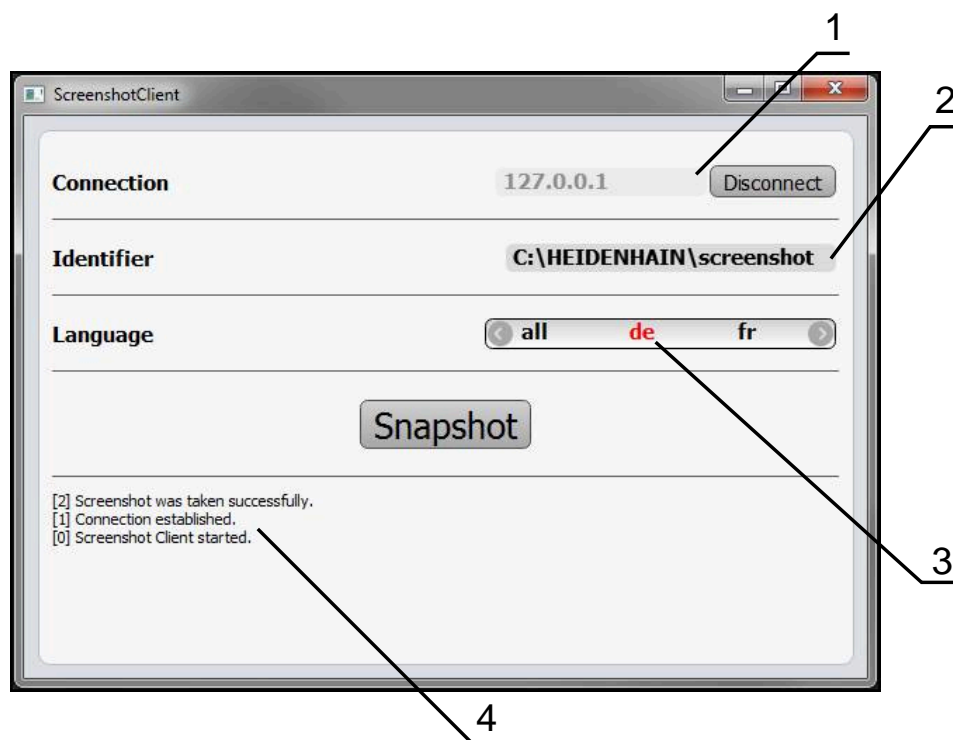 1
ScreenshotClient
2
Connection 127.0.0.1 Disconnect
Identifier C:\HEIDENHAIN\screenshot
Language all de fr
Snapshot
[2] Screenshot was taken successfully.
[1] Connection established.
[0] Screenshot Client started.
3
4